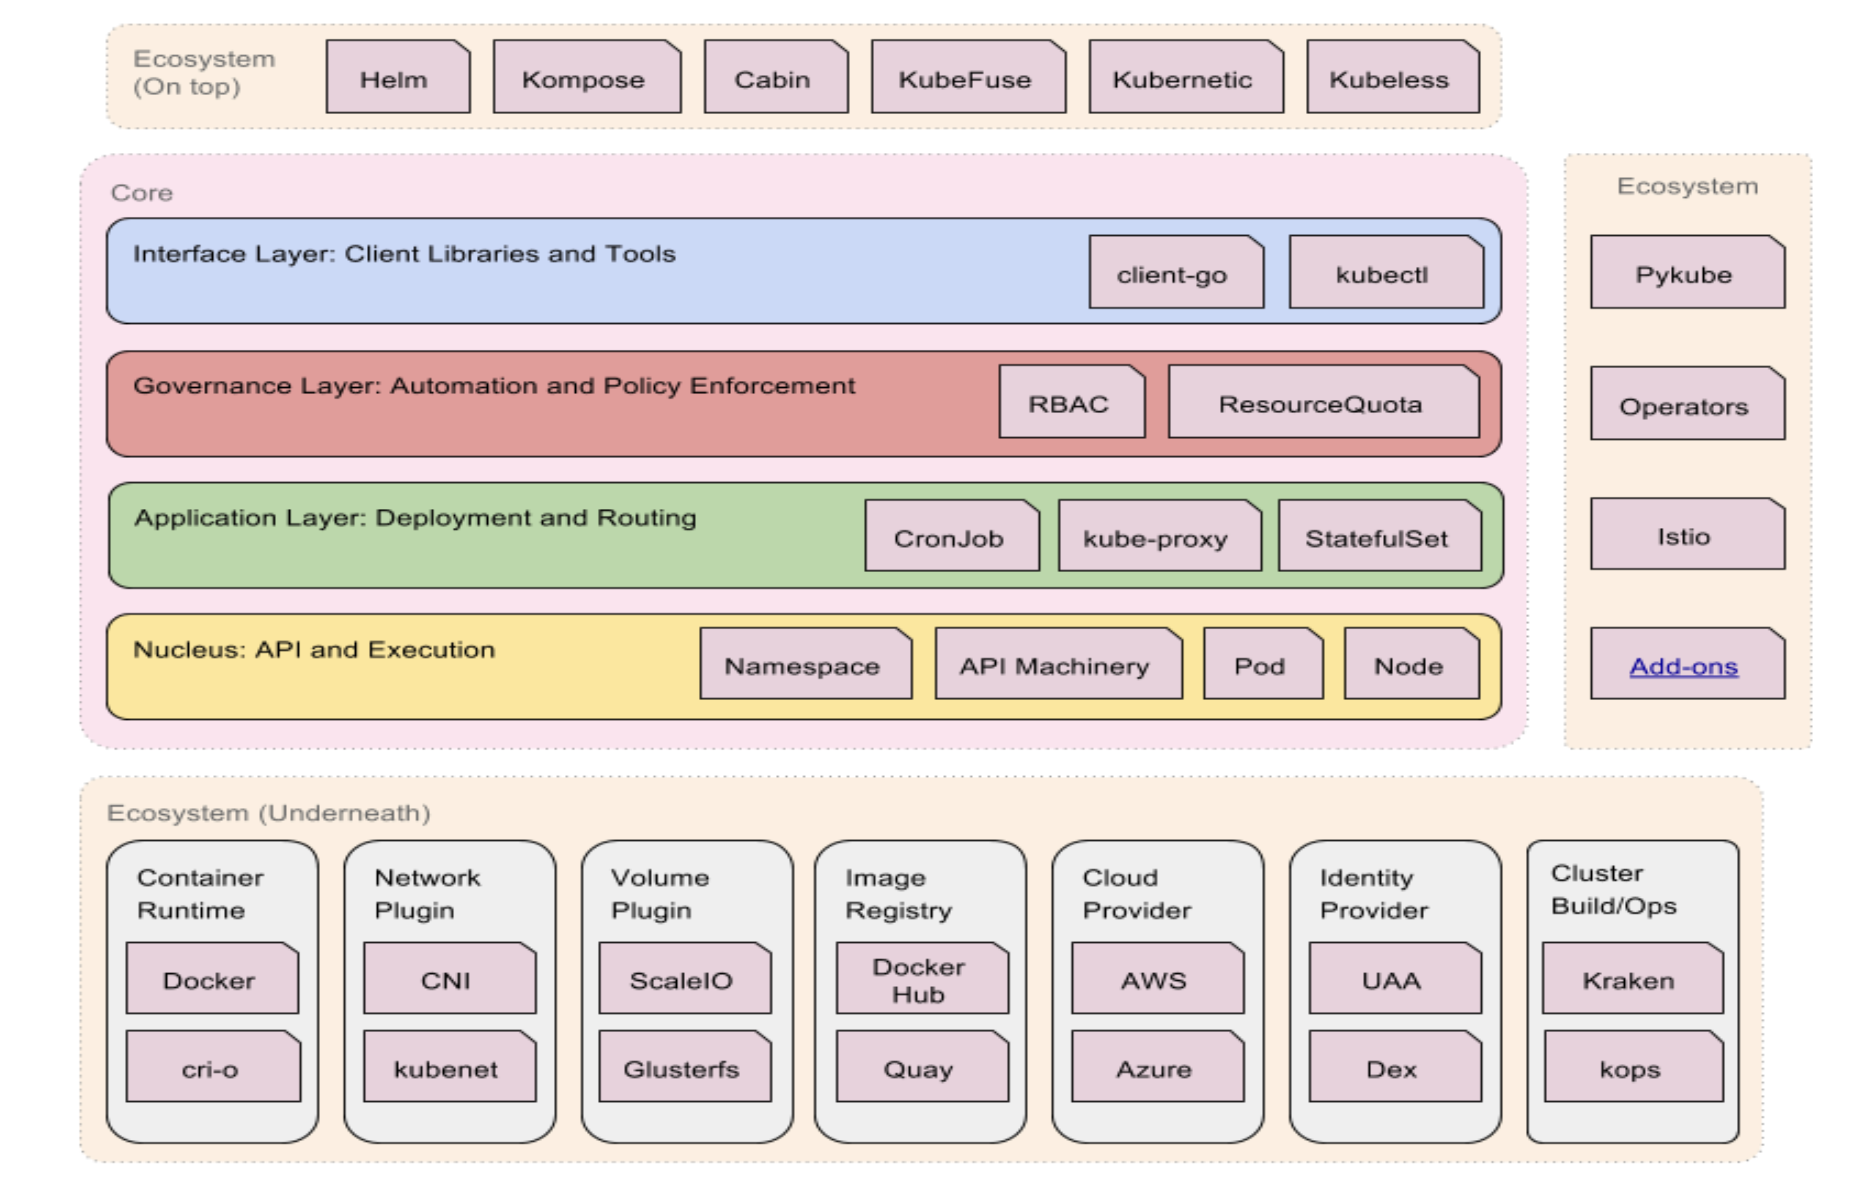 Ecosystem
(On top)
Helm
Kompose
Cabin
KubeFuse
Kubernetic
Kubeless
Core
Interface Layer: Client Libraries and Tools
client-go
kubectl
Governance Layer: Automation and Policy Enforcement
RBAC
ResourceQuota
Application Layer: Deployment and Routing
CronJob
kube-proxy
StatefulSet
Nucleus: API and Execution
Namespace
API Machinery
Pod
Node
Ecosystem
Pykube
Operators
Istio
Add-ons
Ecosystem (Underneath)
Container
Runtime
Docker
cri-o
Network
Plugin
CNI
kubenet
Volume
Plugin
ScaleIO
Glusterfs
Image
Registry
Docker
Hub
Quay
Cloud
Provider
AWS
Azure
Identity
Provider
UAA
Dex
Cluster
Build/Ops
Kraken
kops